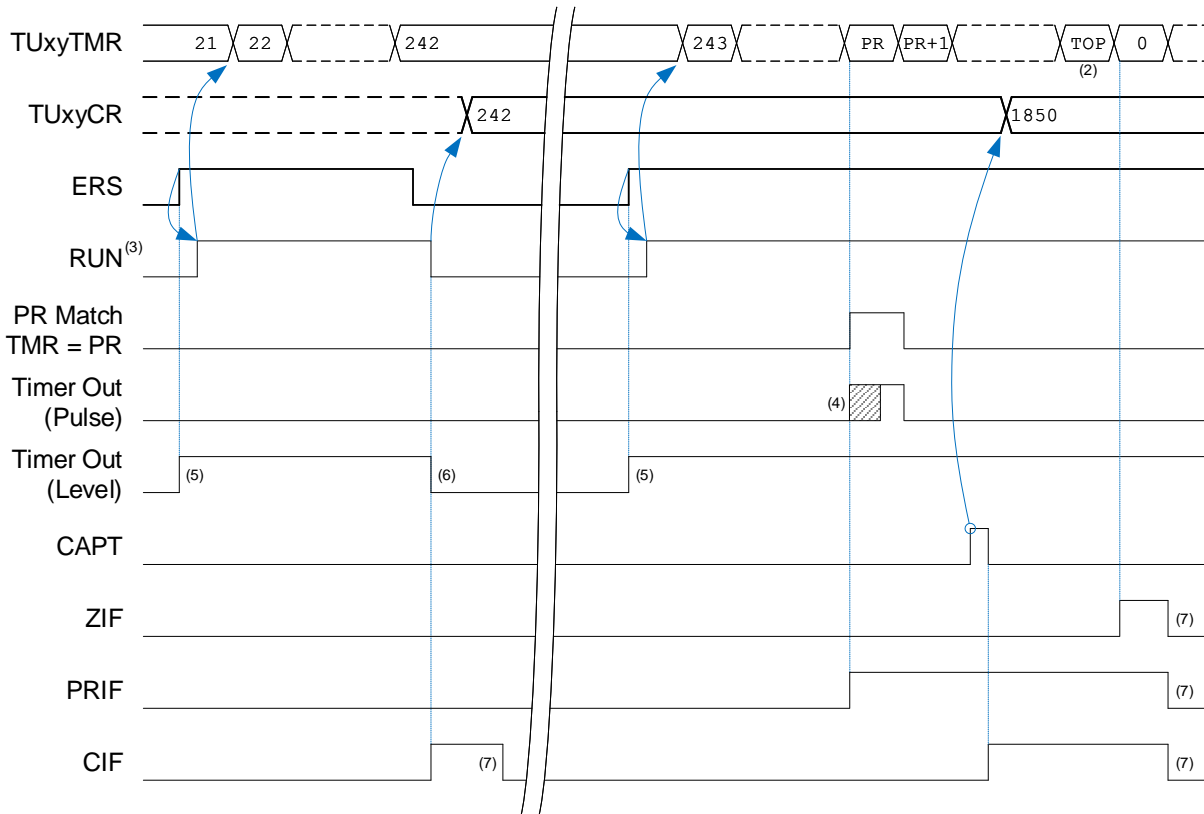 TUxyTMR 21 22 242 243 PR PR+1 TOP 0
(2)
TUxyCR 242 1850
ERS
RUN(3)
PR Match
TMR = PR
Timer Out
(Pulse) (4)
Timer Out
(Level) (5) (6) (5)
CAPT
ZIF (7)
PRIF (7)
CIF (7) (7)